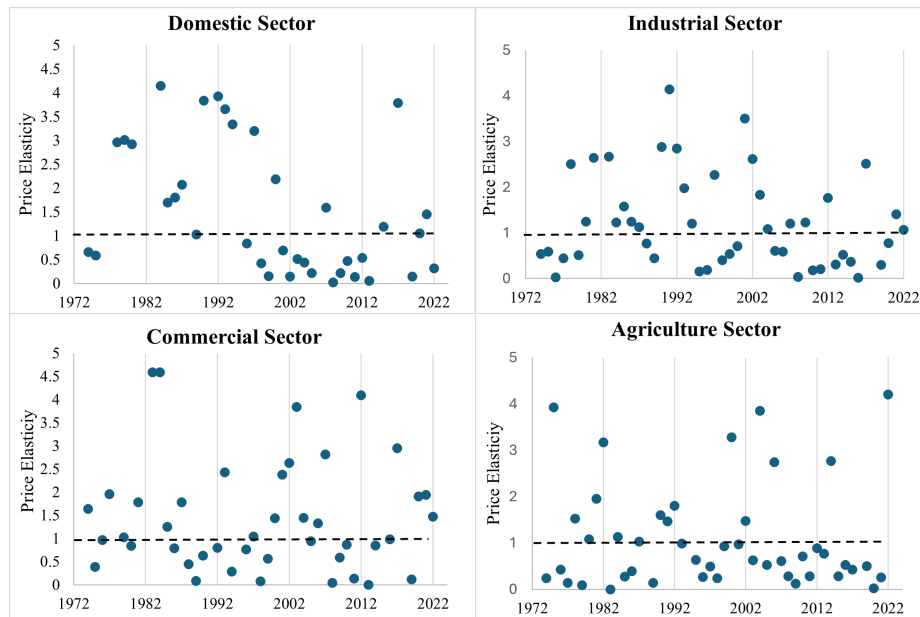 Domestic Sector
Price Elasticiy
5
4.5
4
3.5
3
2.5
2
1.5
1
0.5
0
1972 1982 1992 2002 2012 2022
Industrial Sector
Price Elasticiy
5
4
3
2
1
0
1972 1982 1992 2002 2012 2022
Commercial Sector
Price Elasticiy
5
4.5
4
3.5
3
2.5
2
1.5
1
0.5
0
1972 1982 1992 2002 2012 2022
Agriculture Sector
Price Elasticiy
5
4
3
2
1
0
1972 1982 1992 2002 2012 2022